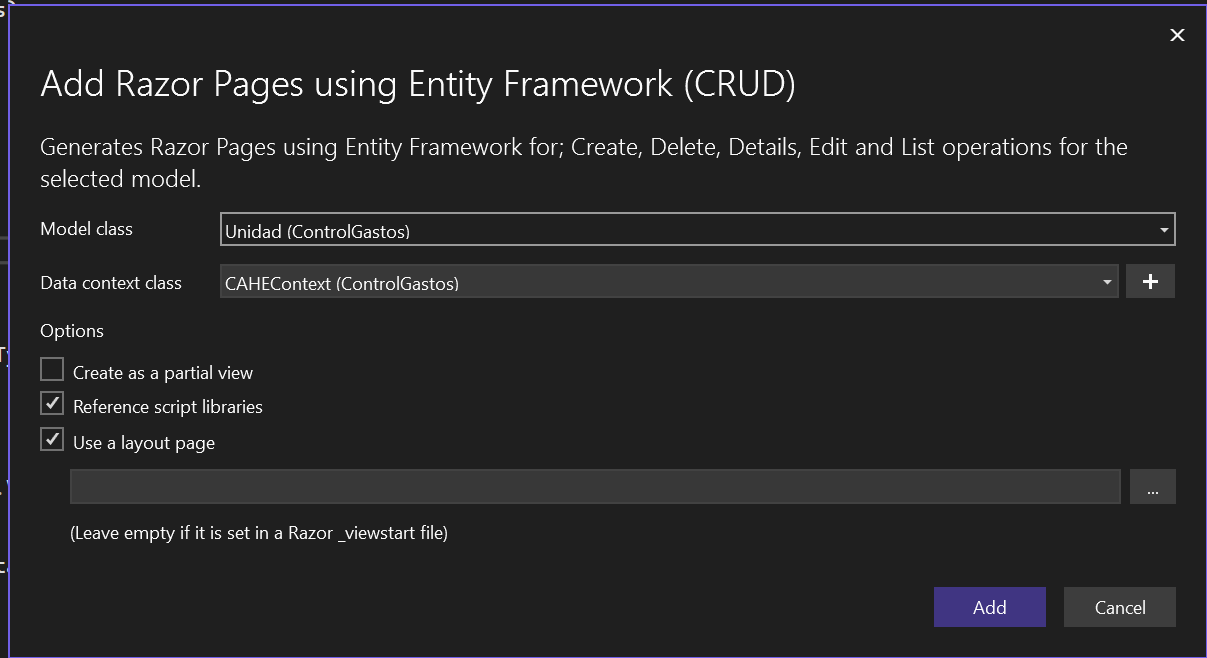 Add Razor Pages using Entity Framework (CRUD)
Generates Razor Pages using Entity Framework for; Create, Delete, Details, Edit and List operations for the
selected model.
Model class
Unidad (ControlGastos)
Data context class
CAHEContext (ControlGastos)
+
Options
Create as a partial view
Reference script libraries
Use a layout page
...
(Leave empty if it is set in a Razor _viewstart file)
Add
Cancel